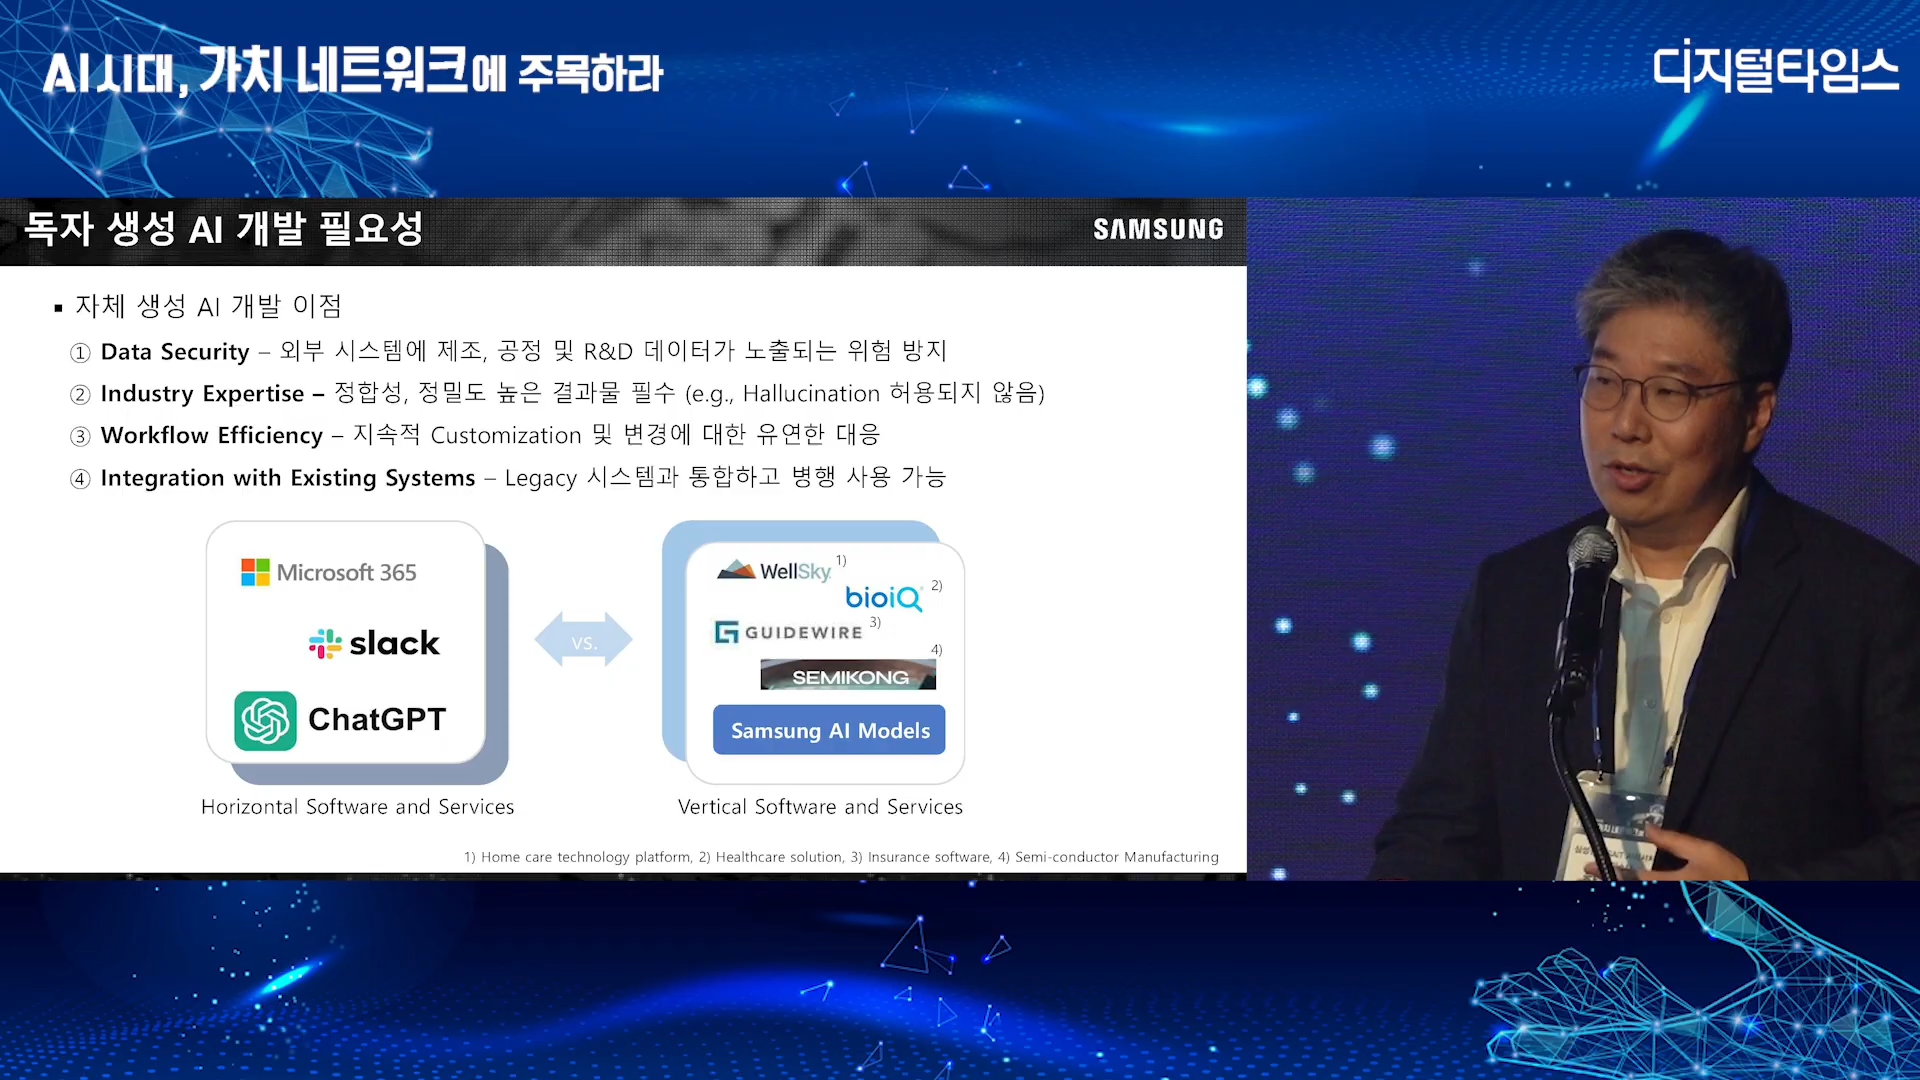 AI 시대, 가치 네트워크에 주목하라
디지털타임스
독자 생성 AI 개발 필요성
SAMSUNG
▪ 자체 생성 AI 개발 이점
① Data Security – 외부 시스템에 제조, 공정 및 R&D 데이터가 노출되는 위험 방지
② Industry Expertise – 정합성, 정밀도 높은 결과물 필수 (e.g., Hallucination 허용되지 않음)
③ Workflow Efficiency – 지속적 Customization 및 변경에 대한 유연한 대응
④ Integration with Existing Systems – Legacy 시스템과 통합하고 병행 사용 가능
Microsoft 365
slack
ChatGPT
Horizontal Software and Services
vs.
WellSky 1)
bioiQ 2)
GUIDEWIRE 3)
SEMIKONG 4)
Samsung AI Models
Vertical Software and Services
1) Home care technology platform, 2) Healthcare solution, 3) Insurance software, 4) Semi-conductor Manufacturing